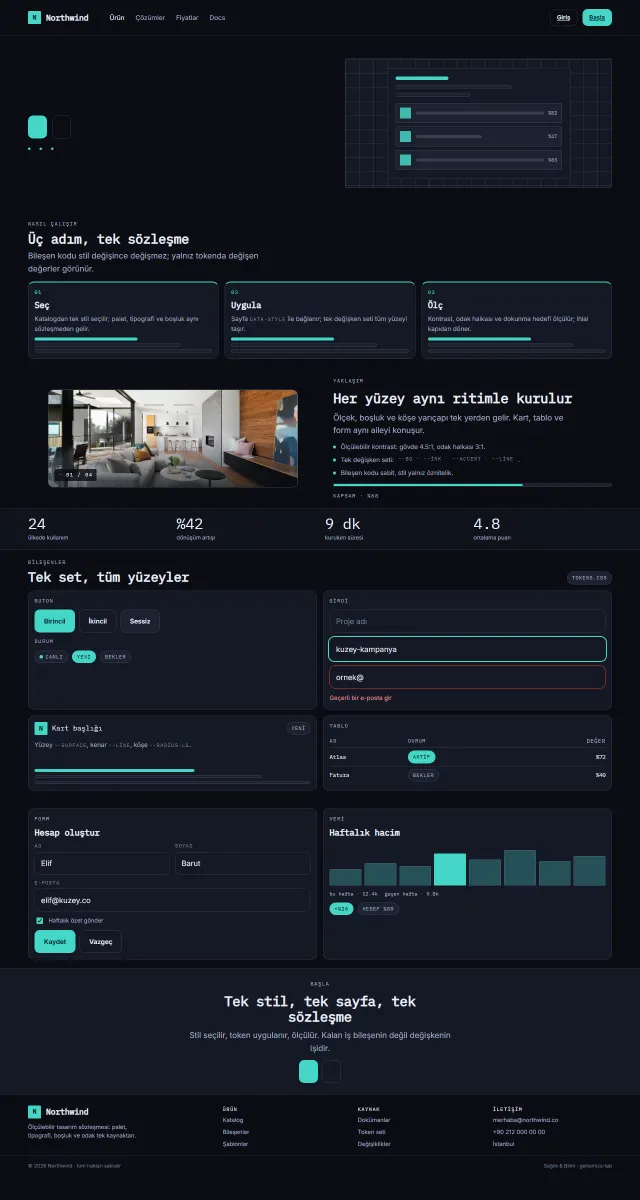 N Northwind Ürün Çözümler Fiyatlar Docs Giriş Başla
%82
%47
%63
NASIL ÇALIŞIR
Üç adım, tek sözleşme
Bileşen kodu stil değişince değişmez; yalnız tokenda değişen
değerler görünür.
01
Seç
Katalogdan tek stil seçilir; palet, tipografi ve boşluk aynı
sözleşmeden gelir.
02
Uygula
Sayfa DATA-STYLE ile bağlanır; tek değişken seti tüm yüzeyi
taşır.
03
Ölç
Kontrast, odak halkası ve dokunma hedefi ölçülür; ihlal
kapıdan döner.
01 / 04
YAKLAŞIM
Her yüzey aynı ritimle kurulur
Ölçek, boşluk ve köşe yarıçapı tek yerden gelir. Kart, tablo ve
form aynı aileyi konuşur.
Ölçülebilir kontrast: gövde 4.5:1, odak halkası 3:1.
Tek değişken seti: --BG · --INK · --ACCENT · --LINE .
Bileşen kodu sabit, stil yalnız öznitelik.
KAPSAM · %68
24
ülkede kullanım
%42
dönüşüm artışı
9 dk
kurulum süresi
4.8
ortalama puan
BİLEŞENLER
Tek set, tüm yüzeyler
TOKENS.CSS
BUTON
Birincil İkincil Sessiz
DURUM
CANLI YENİ BEKLER
GİRDİ
Proje adı
kuzey-kampanya
ornek@
Geçerli bir e-posta gir
N Kart başlığı YENİ
Yüzey --SURFACE, kenar --LINE, köşe --RADIUS-LG.
TABLO
AD DURUM DEĞER
Atlas AKTİF %72
Fatura BEKLER %40
FORM
Hesap oluştur
AD SOYAD
Elif Barut
E-POSTA
elif@kuzey.co
Haftalık özet gönder
Kaydet Vazgeç
VERİ
Haftalık hacim
bu hafta · 12.4k geçen hafta · 9.8k
+%26 HEDEF %80
BAŞLA
Tek stil, tek sayfa, tek
sözleşme
Stil seçilir, token uygulanır, ölçülür. Kalan iş bileşenin değil değişkenin
işidir.
N Northwind
Ölçülebilir tasarım sözleşmesi: palet,
tipografi, boşluk ve odak tek kaynaktan.
ÜRÜN
Katalog
Bileşenler
Şablonlar
KAYNAK
Dokümanlar
Token seti
Değişiklikler
İLETİŞİM
merhaba@northwind.co
+90 212 000 00 00
İstanbul
© 2026 Northwind · tüm hakları saklıdır
Sağlık & Bilim · genomics-lab